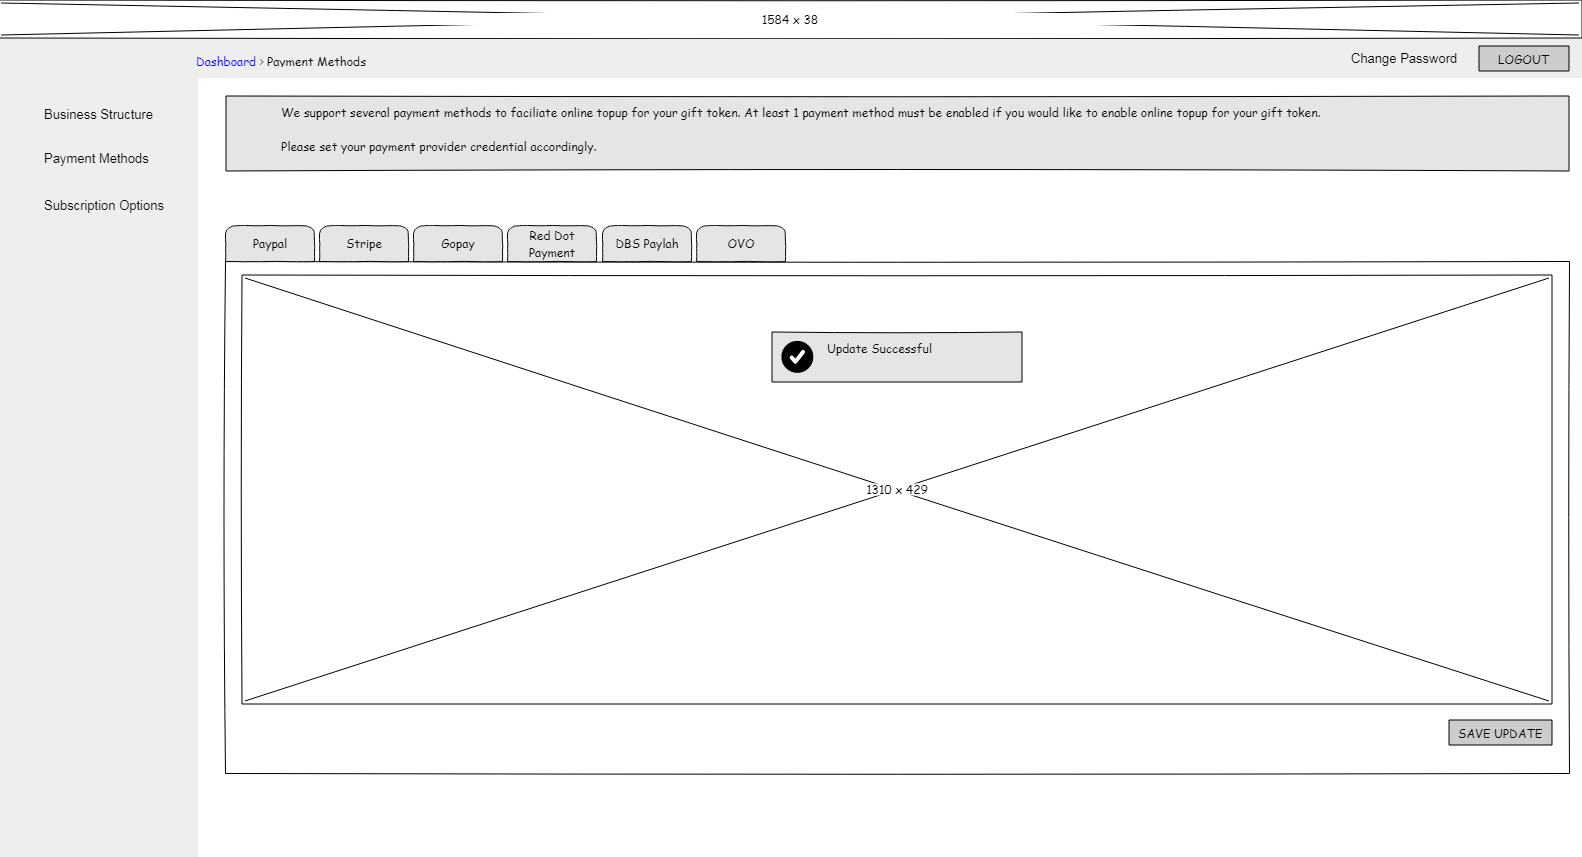 1584 x 38
Dashboard > Payment Methods
Change Password
LOGOUT
Business Structure
Payment Methods
Subscription Options
We support several payment methods to faciliate online topup for your gift token. At least 1 payment method must be enabled if you would like to enable online topup for your gift token.
Please set your payment provider credential accordingly.
Paypal
Stripe
Gopay
Red Dot
Payment
DBS Paylah
OVO
Update Successful
1310 x 429
SAVE UPDATE